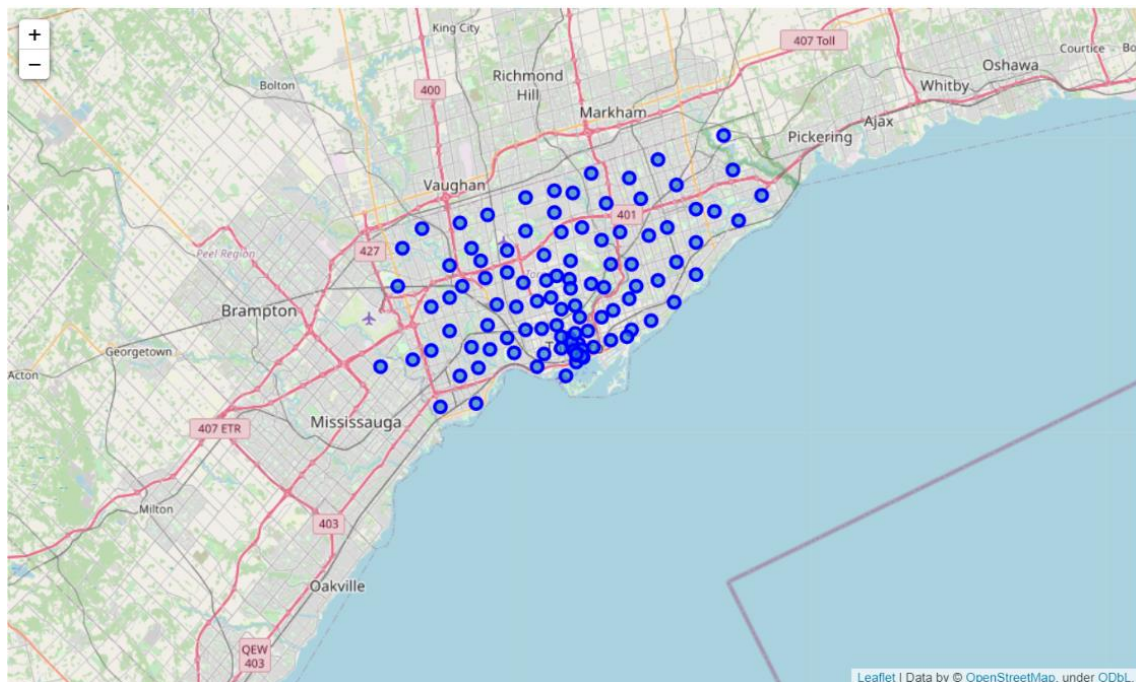 +
−
King City
407 Toll
Courtice
Oshawa
Richmond
Hill
Whitby
Bolton
400
Markham
Ajax
Pickering
Vaughan
401
427
Peel Region
Brampton
Georgetown
Acton
Mississauga
407 ETR
Milton
403
Oakville
QEW
403
Leaflet | Data by © OpenStreetMap, under ODbL.